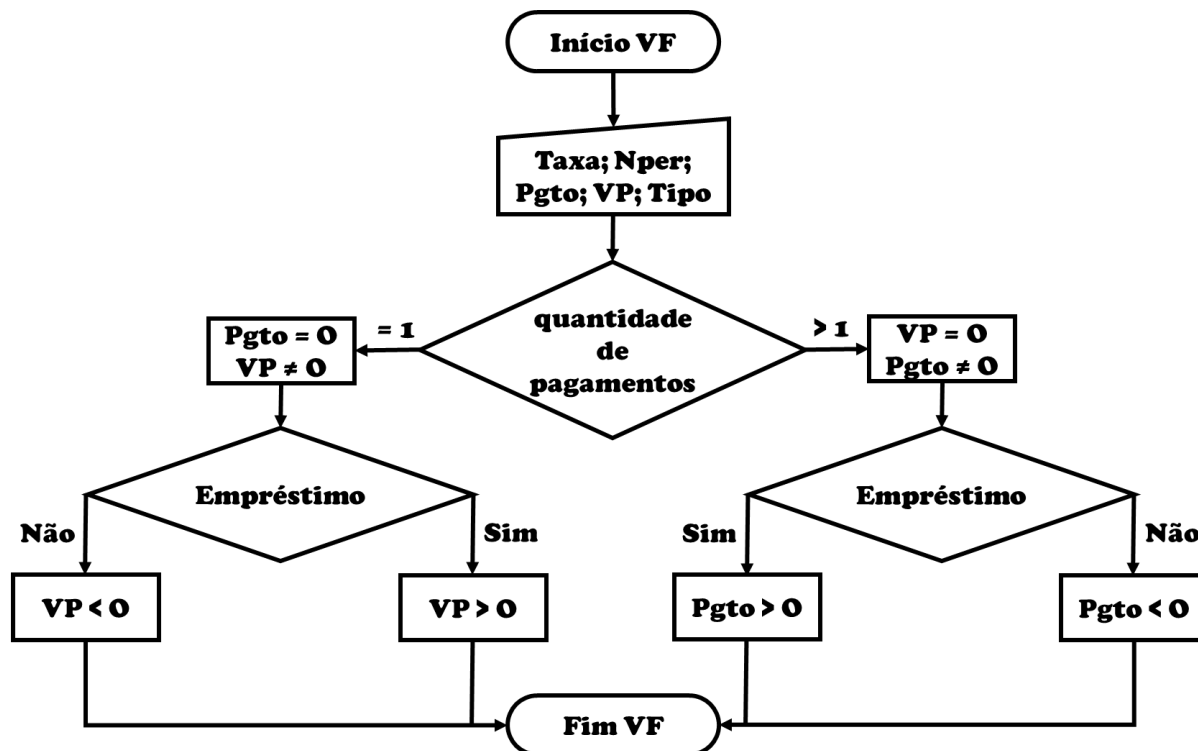 Início VF
Taxa; Nper;
Pgto; VP; Tipo
quantidade
de
pagamentos
= 1
> 1
Pgto = 0
VP ≠ 0
VP = 0
Pgto ≠ 0
Empréstimo
Empréstimo
Não
Sim
Sim
Não
VP < 0
VP > 0
Pgto > 0
Pgto < 0
Fim VF